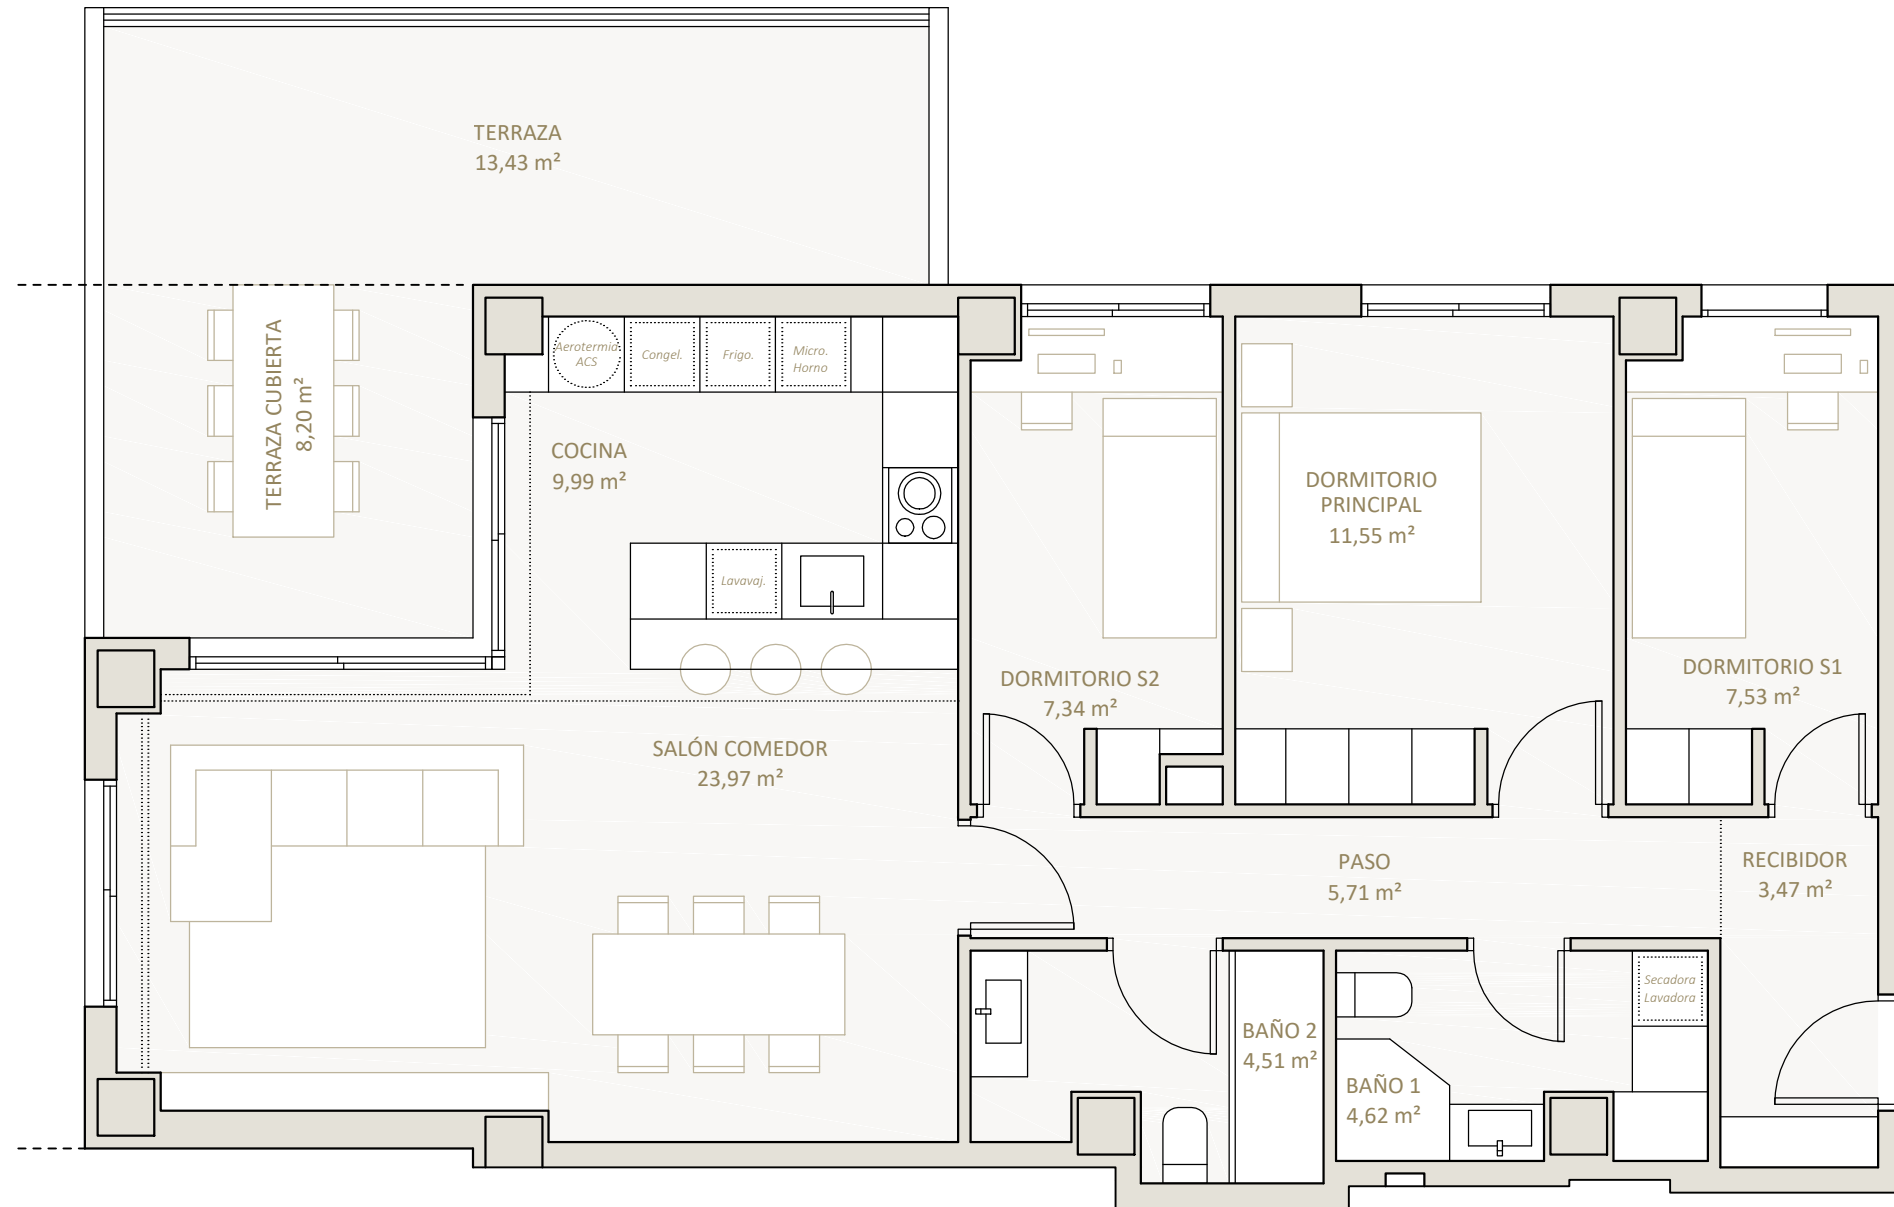 TERRAZA
13,43 m²
TERRAZA CUBIERTA
8,20 m²
Aerotermia
ACS
Congel.
Frigo.
Micro.
Horno
COCINA
9,99 m²
Lavavaj.
DORMITORIO
PRINCIPAL
11,55 m²
DORMITORIO S2
7,34 m²
DORMITORIO S1
7,53 m²
SALÓN COMEDOR
23,97 m²
PASO
5,71 m²
RECIBIDOR
3,47 m²
Secadora
Lavadora
BAÑO 2
4,51 m²
BAÑO 1
4,62 m²